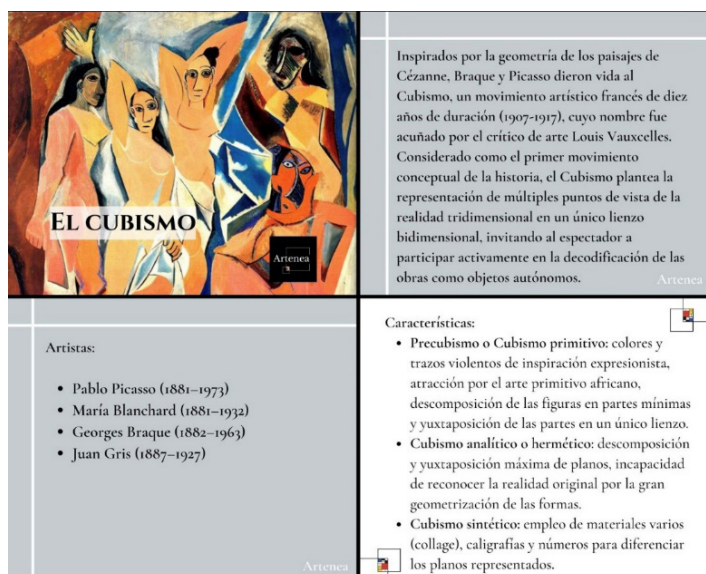 EL CUBISMO
Artenea
Inspirados por la geometría de los paisajes de
Cézanne, Braque y Picasso dieron vida al
Cubismo, un movimiento artístico francés de diez
años de duración (1907-1917), cuyo nombre fue
acuñado por el crítico de arte Louis Vauxcelles.
Considerado como el primer movimiento
conceptual de la historia, el Cubismo plantea la
representación de múltiples puntos de vista de la
realidad tridimensional en un único lienzo
bidimensional, invitando al espectador a
participar activamente en la decodificación de las
obras como objetos autónomos.
Artenea
Artistas:
• Pablo Picasso (1881–1973)
• María Blanchard (1881–1932)
• Georges Braque (1882–1963)
• Juan Gris (1887–1927)
Artenea
Características:
• Precubismo o Cubismo primitivo: colores y
trazos violentos de inspiración expresionista,
atracción por el arte primitivo africano,
descomposición de las figuras en partes mínimas
y yuxtaposición de las partes en un único lienzo.
• Cubismo analítico o hermético: descomposición
y yuxtaposición máxima de planos, incapacidad
de reconocer la realidad original por la gran
geometrización de las formas.
• Cubismo sintético: empleo de materiales varios
(collage), caligrafías y números para diferenciar
los planos representados.